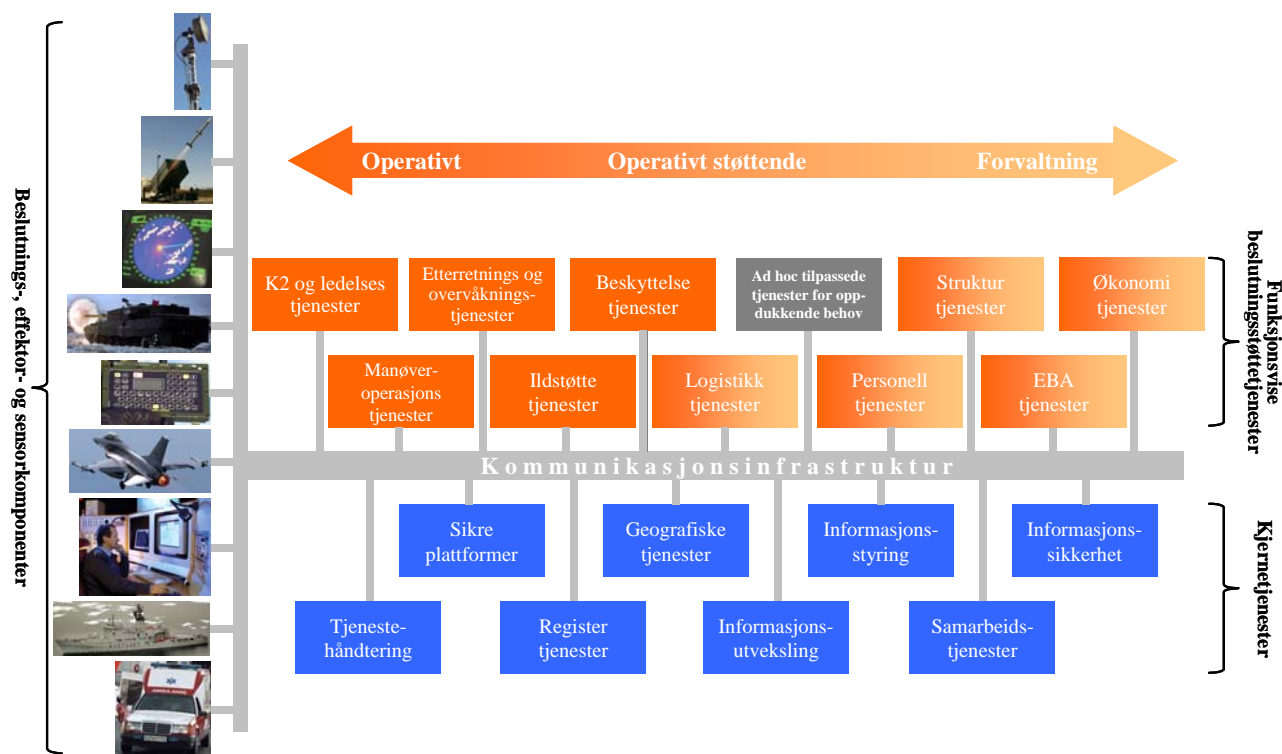 Beslutnings-, effektor- og sensorkomponenter
Operativt
Operativt støttende
Forvaltning
K2 og ledelses
tjenester
Etterretnings og
overvåknings-
tjenester
Beskyttelse
tjenester
Ad hoc tilpassede
tjenester for opp-
dukkende behov
Struktur
tjenester
Økonomi
tjenester
Manøver-
operasjons
tjenester
Ildstøtte
tjenester
Logistikk
tjenester
Personell
tjenester
EBA
tjenester
Funksjonsvise
beslutningsstøttetjenester
Kommunikasjonsinfrastruktur
Sikre
plattformer
Geografiske
tjenester
Informasjons-
styring
Informasjons-
sikkerhet
Tjeneste-
håndtering
Register
tjenester
Informasjons-
utveksling
Samarbeids-
tjenester
Kjernetjenester
AMBULANSE